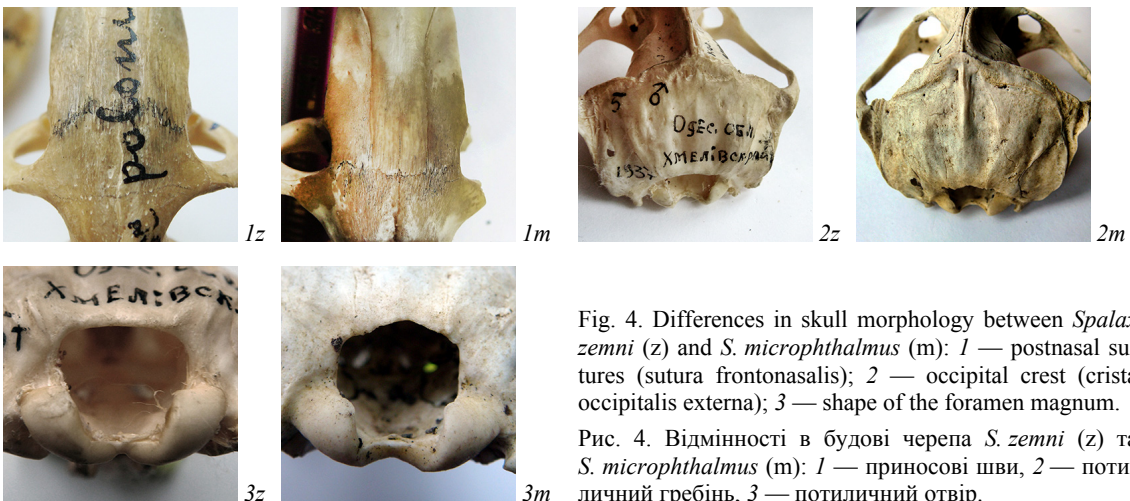 5 ♂
Одес. обл.
Хмелівський
193
1z
1m
2z
2m
Хмелівськ
3z
3m
Fig. 4. Differences in skull morphology between Spalax
zemni (z) and S. microphthalmus (m): 1 — postnasal su-
tures (sutura frontonasalis); 2 — occipital crest (crista
occipitalis externa); 3 — shape of the foramen magnum.
Рис. 4. Відмінності в будові черепа S. zemni (z) та
S. microphthalmus (m): 1 — приносові шви, 2 — поти-
личний гребінь, 3 — потиличний отвір.